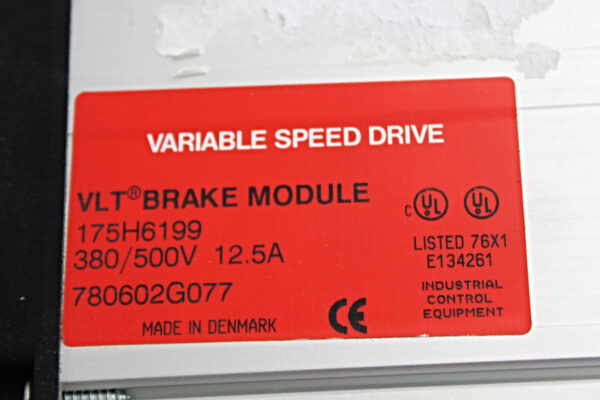 VARIABLE SPEED DRIVE
VLT® BRAKE MODULE
175H6199
380/500V 12.5A
780602G077
MADE IN DENMARK
CE
c UL UL
LISTED 76X1
E134261
INDUSTRIAL
CONTROL
EQUIPMENT